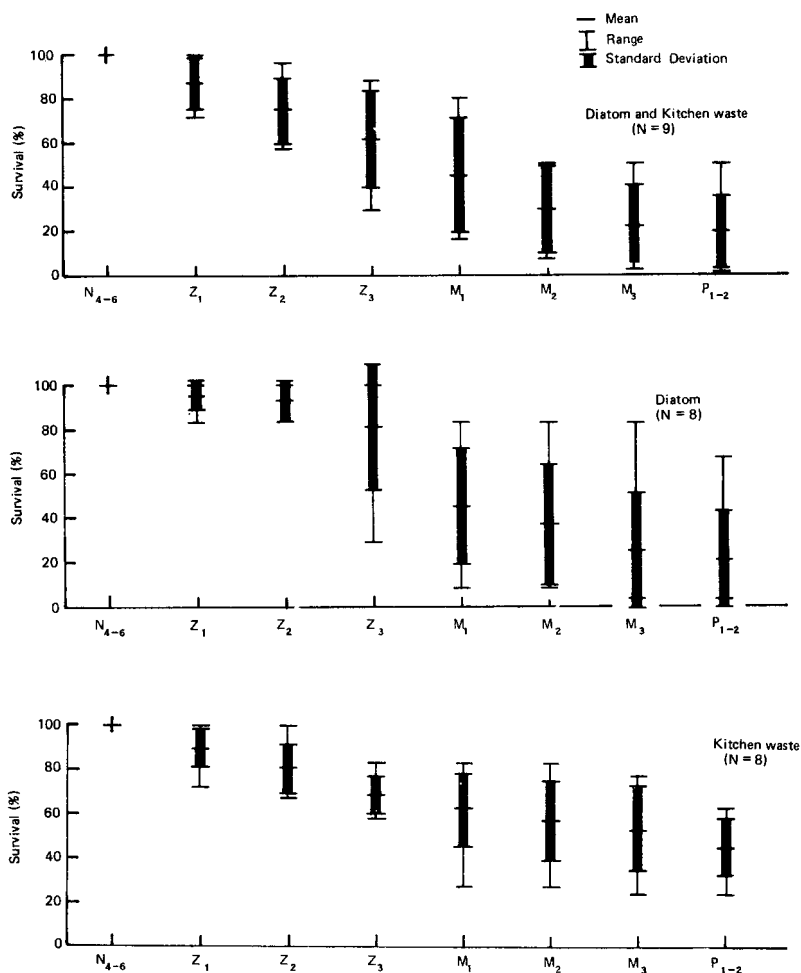 Mean
Range
Standard Deviation
Diatom and Kitchen waste
(N = 9)
Survival (%)
100
80
60
40
20
0
N4-6 Z1 Z2 Z3 M1 M2 M3 P1-2
Diatom
(N = 8)
Survival (%)
100
80
60
40
20
0
N4-6 Z1 Z2 Z3 M1 M2 M3 P1-2
Kitchen waste
(N = 8)
Survival (%)
100
80
60
40
20
0
N4-6 Z1 Z2 Z3 M1 M2 M3 P1-2